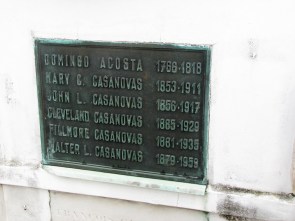 DOMINGO ACOSTA 1768-1818
MARY C. CASANOVAS 1853-1911
JOHN L. CASANOVAS 1856-1917
CLEVELAND CASANOVAS 1885-1929
FILLMORE CASANOVAS 1881-1935
WALTER L. CASANOVAS 1879-1959